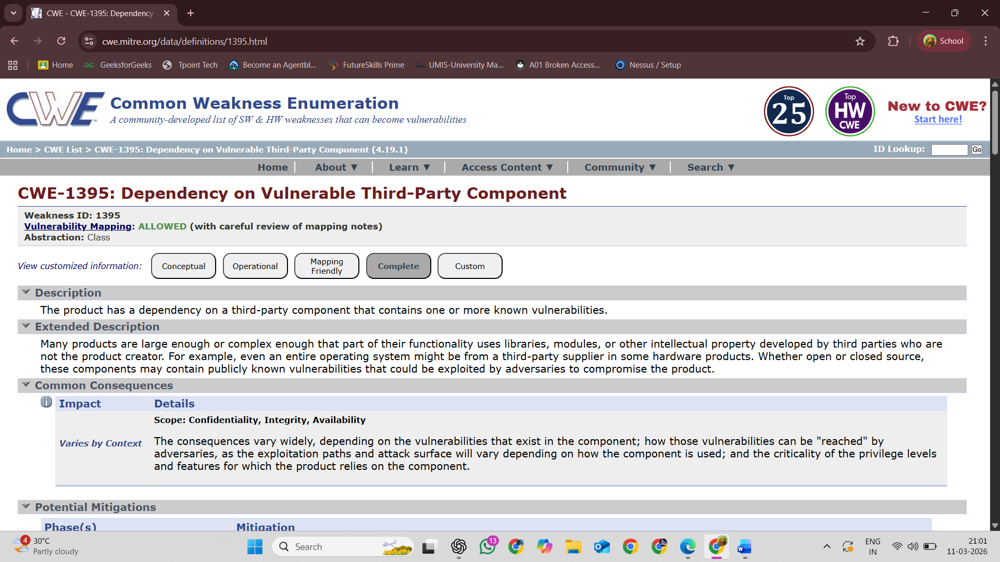 CWE - CWE-1395: Dependency
cwe.mitre.org/data/definitions/1395.html
School
Home
GeeksforGeeks
Tpoint Tech
Become an Agentbl...
FutureSkills Prime
UMIS-University Ma...
A01 Broken Access...
Nessus / Setup
CWE
Common Weakness Enumeration
A community-developed list of SW & HW weaknesses that can become vulnerabilities
Top
25
Top
HW
CWE
New to CWE?
Start here!
Home > CWE List > CWE-1395: Dependency on Vulnerable Third-Party Component (4.19.1)
ID Lookup:
Go
Home
About ▼
Learn ▼
Access Content ▼
Community ▼
Search ▼
CWE-1395: Dependency on Vulnerable Third-Party Component
Weakness ID: 1395
Vulnerability Mapping: ALLOWED (with careful review of mapping notes)
Abstraction: Class
View customized information:
Conceptual
Operational
Mapping
Friendly
Complete
Custom
Description
The product has a dependency on a third-party component that contains one or more known vulnerabilities.
Extended Description
Many products are large enough or complex enough that part of their functionality uses libraries, modules, or other intellectual property developed by third parties who are
not the product creator. For example, even an entire operating system might be from a third-party supplier in some hardware products. Whether open or closed source,
these components may contain publicly known vulnerabilities that could be exploited by adversaries to compromise the product.
Common Consequences
Impact
Details
Scope: Confidentiality, Integrity, Availability
Varies by Context
The consequences vary widely, depending on the vulnerabilities that exist in the component; how those vulnerabilities can be "reached" by
adversaries, as the exploitation paths and attack surface will vary depending on how the component is used; and the criticality of the privilege levels
and features for which the product relies on the component.
Potential Mitigations
Phase(s)
Mitigation
4
30°C
Partly cloudy
Search
13
ENG
IN
21:01
11-03-2026